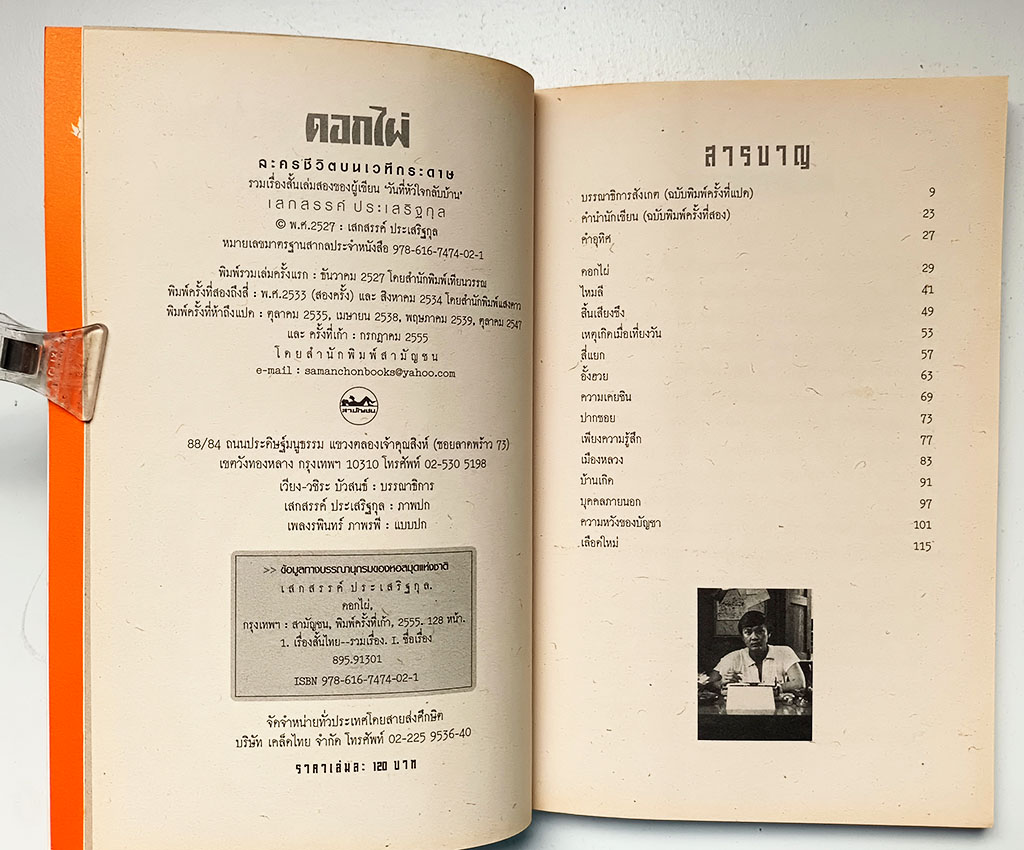 ดอกไผ่
ละครชีวิตบนเวทีกระดาษ
รวมเรื่องสั้นเล่มสองของผู้เขียน 'วันที่หัวใจกลับบ้าน'
เสกสรรค์ ประเสริฐกุล
© พ.ศ.2527 : เสกสรรค์ ประเสริฐกุล
หมายเลขมาตรฐานสากลประจำหนังสือ 978-616-7474-02-1
พิมพ์รวมเล่มครั้งแรก : ธันวาคม 2527 โดยสำนักพิมพ์เทียนวรรณ
พิมพ์ครั้งที่สองถึงสี่ : พ.ศ.2533 (สองครั้ง) และ สิงหาคม 2534 โดยสำนักพิมพ์แสงดาว
พิมพ์ครั้งที่ห้าถึงแปด : ตุลาคม 2535, เมษายน 2538, พฤษภาคม 2539, ตุลาคม 2547
และ ครั้งที่เก้า : กรกฎาคม 2555
โดยสำนักพิมพ์สามัญชน
e-mail : samanchonbooks@yahoo.com
สามัญชน
88/84 ถนนประดิษฐ์มนูธรรม แขวงคลองเจ้าคุณสิงห์ (ซอยลาดพร้าว 73)
เขตวังทองหลาง กรุงเทพฯ 10310 โทรศัพท์ 02-530 5198
เวียง-วชิระ บัวสนธ์ : บรรณาธิการ
เสกสรรค์ ประเสริฐกุล : ภาพปก
เพลงรพินทร์ ภาพรพี : แบบปก
>> ข้อมูลทางบรรณานุกรมของหอสมุดแห่งชาติ
เสกสรรค์ ประเสริฐกุล.
ดอกไผ่,
กรุงเทพฯ : สามัญชน, พิมพ์ครั้งที่เก้า, 2555. 128 หน้า.
1. เรื่องสั้นไทย--รวมเรื่อง. I. ชื่อเรื่อง
895.91301
ISBN 978-616-7474-02-1
จัดจำหน่ายทั่วประเทศโดยสายส่งศึกษิต
บริษัท เคล็ดไทย จำกัด โทรศัพท์ 02-225 9536-40
ราคาเล่มละ 120 บาท
สารบาญ
บรรณาธิการสังเกต (ฉบับพิมพ์ครั้งที่แปด) 9
คำนำนักเขียน (ฉบับพิมพ์ครั้งที่สอง) 23
คำอุทิศ 27
ดอกไผ่ 29
ไหมลี 41
สิ้นเสียงซึง 49
เหตุเกิดเมื่อเที่ยงวัน 53
สี่แยก 57
อั้งฮวย 63
ความเคยชิน 69
ปากซอย 73
เพียงความรู้สึก 77
เมืองหลวง 83
บ้านเกิด 91
บุคคลภายนอก 97
ความหวังของบัญชา 101
เลือดใหม่ 115